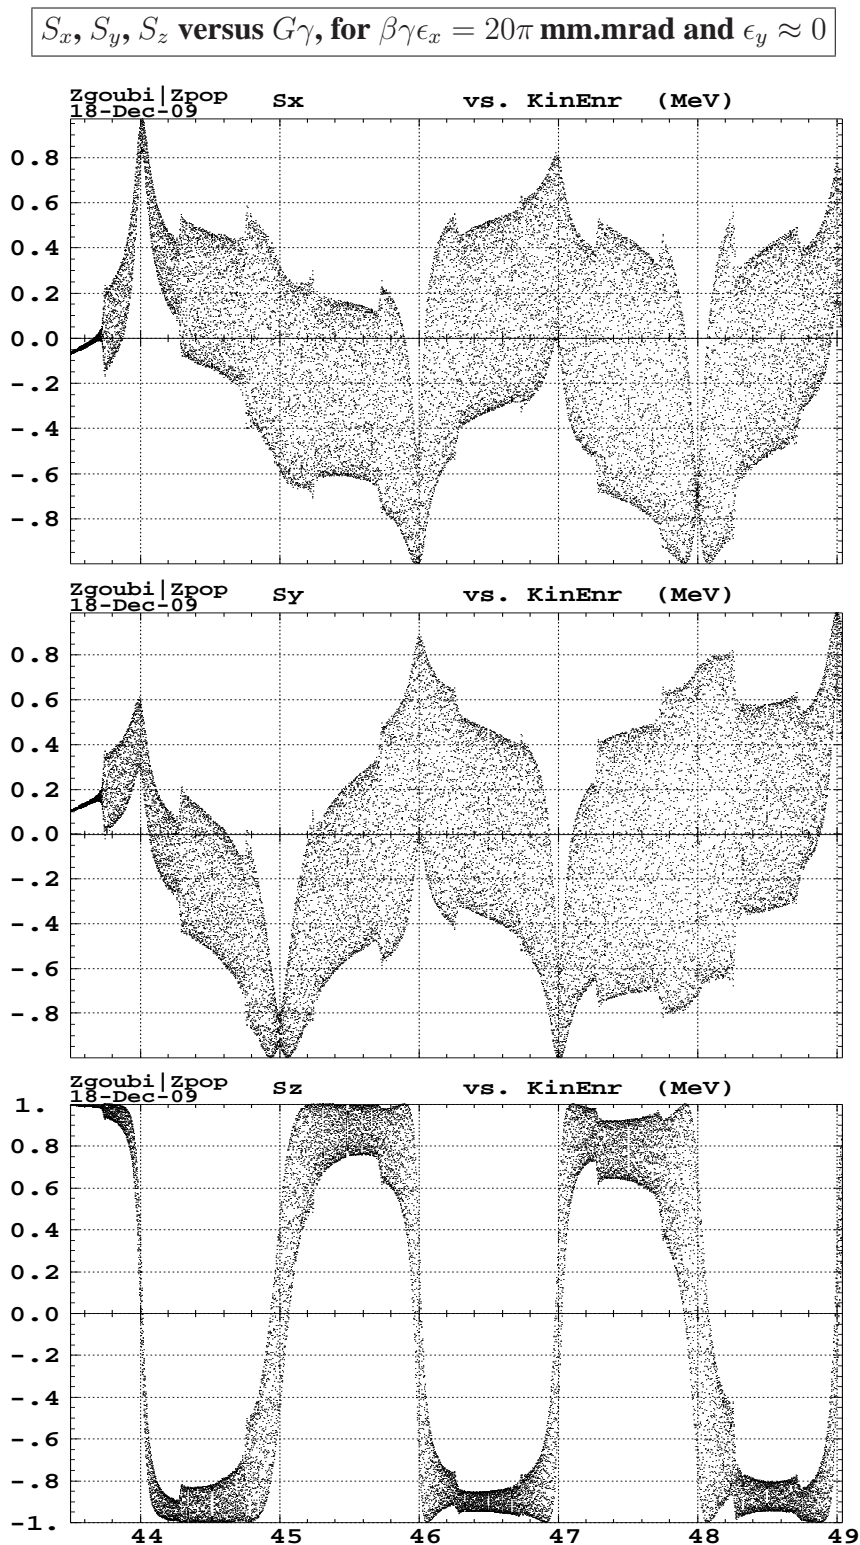 Sx, Sy, Sz versus Gγ, for βγϵx = 20π mm.mrad and ϵy ≈ 0
Zgoubi|Zpop
18-Dec-09
Sx vs. KinEnr (MeV)
0.8
0.6
0.4
0.2
0.0
-.2
-.4
-.6
-.8
Zgoubi|Zpop
18-Dec-09
Sy vs. KinEnr (MeV)
0.8
0.6
0.4
0.2
0.0
-.2
-.4
-.6
-.8
Zgoubi|Zpop
18-Dec-09
Sz vs. KinEnr (MeV)
1.
0.8
0.6
0.4
0.2
0.0
-.2
-.4
-.6
-.8
-1.
44 45 46 47 48 49